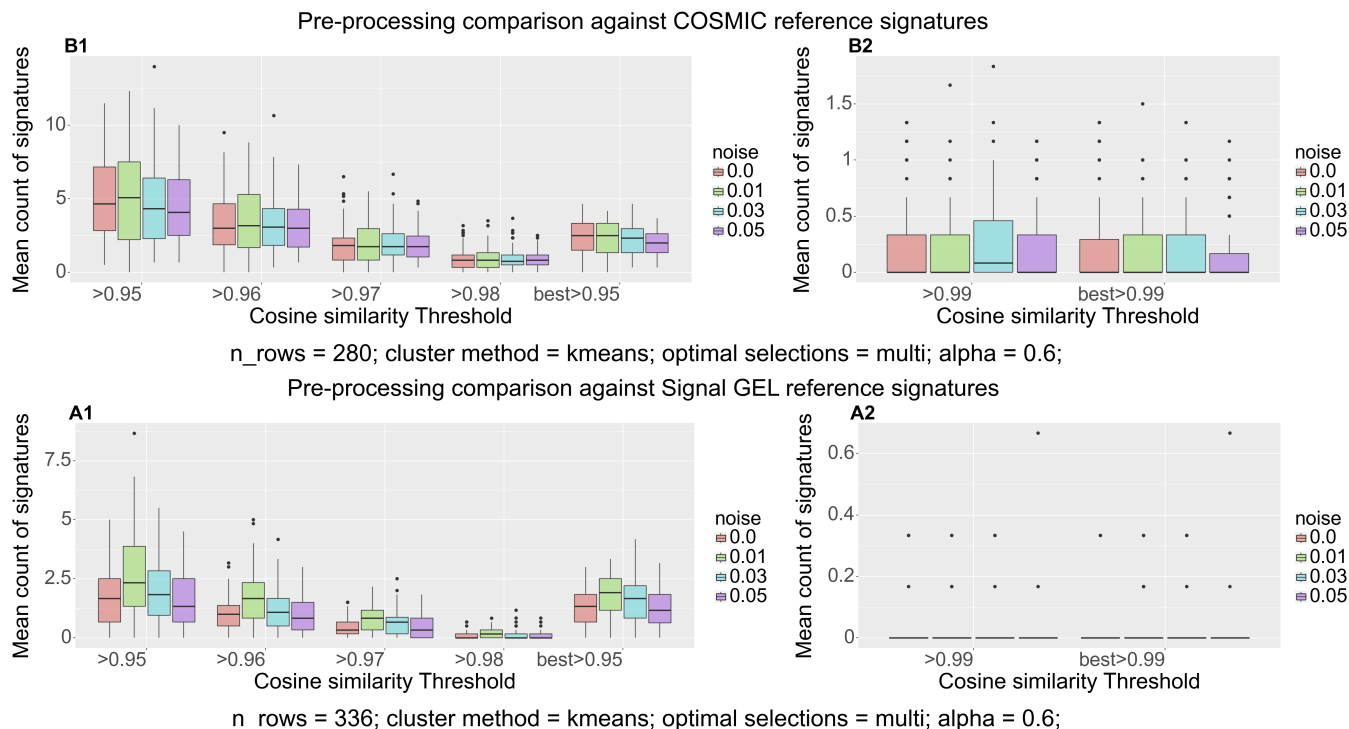 Pre-processing comparison against COSMIC reference signatures
B1
Mean count of signatures
10
5
0
>0.95
>0.96
>0.97
>0.98
best>0.95
Cosine similarity Threshold
noise
0.0
0.01
0.03
0.05
B2
Mean count of signatures
1.5
1
0.5
0
>0.99
best>0.99
Cosine similarity Threshold
noise
0.0
0.01
0.03
0.05
n_rows = 280; cluster method = kmeans; optimal selections = multi; alpha = 0.6;
Pre-processing comparison against Signal GEL reference signatures
A1
Mean count of signatures
7.5
5
2.5
0
>0.95
>0.96
>0.97
>0.98
best>0.95
Cosine similarity Threshold
noise
0.0
0.01
0.03
0.05
A2
Mean count of signatures
0.6
0.4
0.2
0
>0.99
best>0.99
Cosine similarity Threshold
noise
0.0
0.01
0.03
0.05
n rows = 336; cluster method = kmeans; optimal selections = multi; alpha = 0.6;